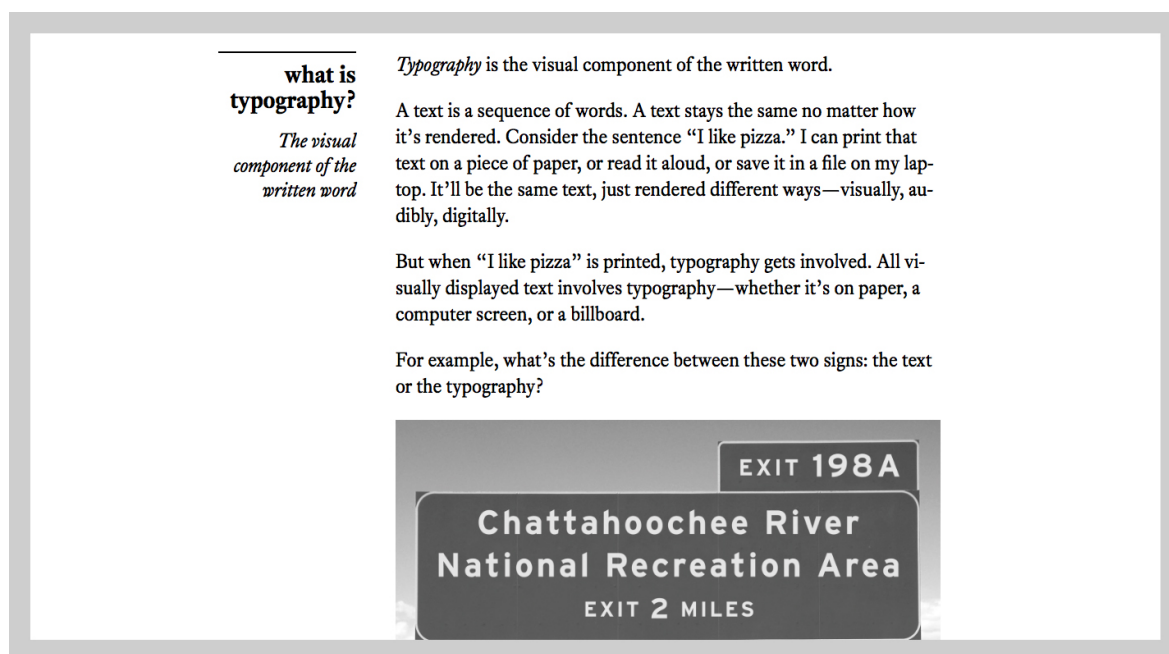 what is
typography?
The visual
component of the
written word
Typography is the visual component of the written word.
A text is a sequence of words. A text stays the same no matter how
it’s rendered. Consider the sentence “I like pizza.” I can print that
text on a piece of paper, or read it aloud, or save it in a file on my lap-
top. It’ll be the same text, just rendered different ways—visually, au-
dibly, digitally.
But when “I like pizza” is printed, typography gets involved. All vi-
sually displayed text involves typography—whether it’s on paper, a
computer screen, or a billboard.
For example, what’s the difference between these two signs: the text
or the typography?
EXIT 198A
Chattahoochee River
National Recreation Area
EXIT 2 MILES